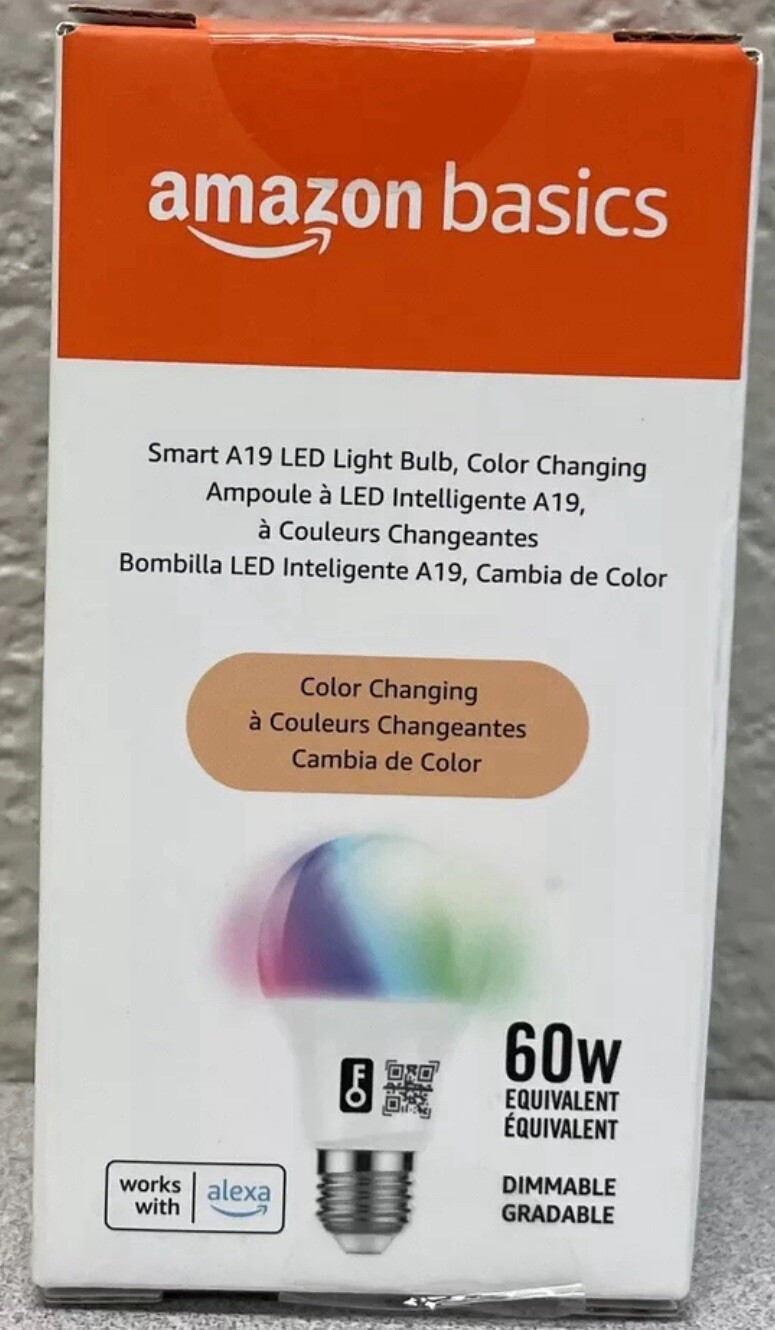 amazon basics
Smart A19 LED Light Bulb, Color Changing
Ampoule à LED Intelligente A19,
à Couleurs Changeantes
Bombilla LED Inteligente A19, Cambia de Color
Color Changing
à Couleurs Changeantes
Cambia de Color
60W
EQUIVALENT
ÉQUIVALENT
DIMMABLE
GRADABLE
works
with
alexa